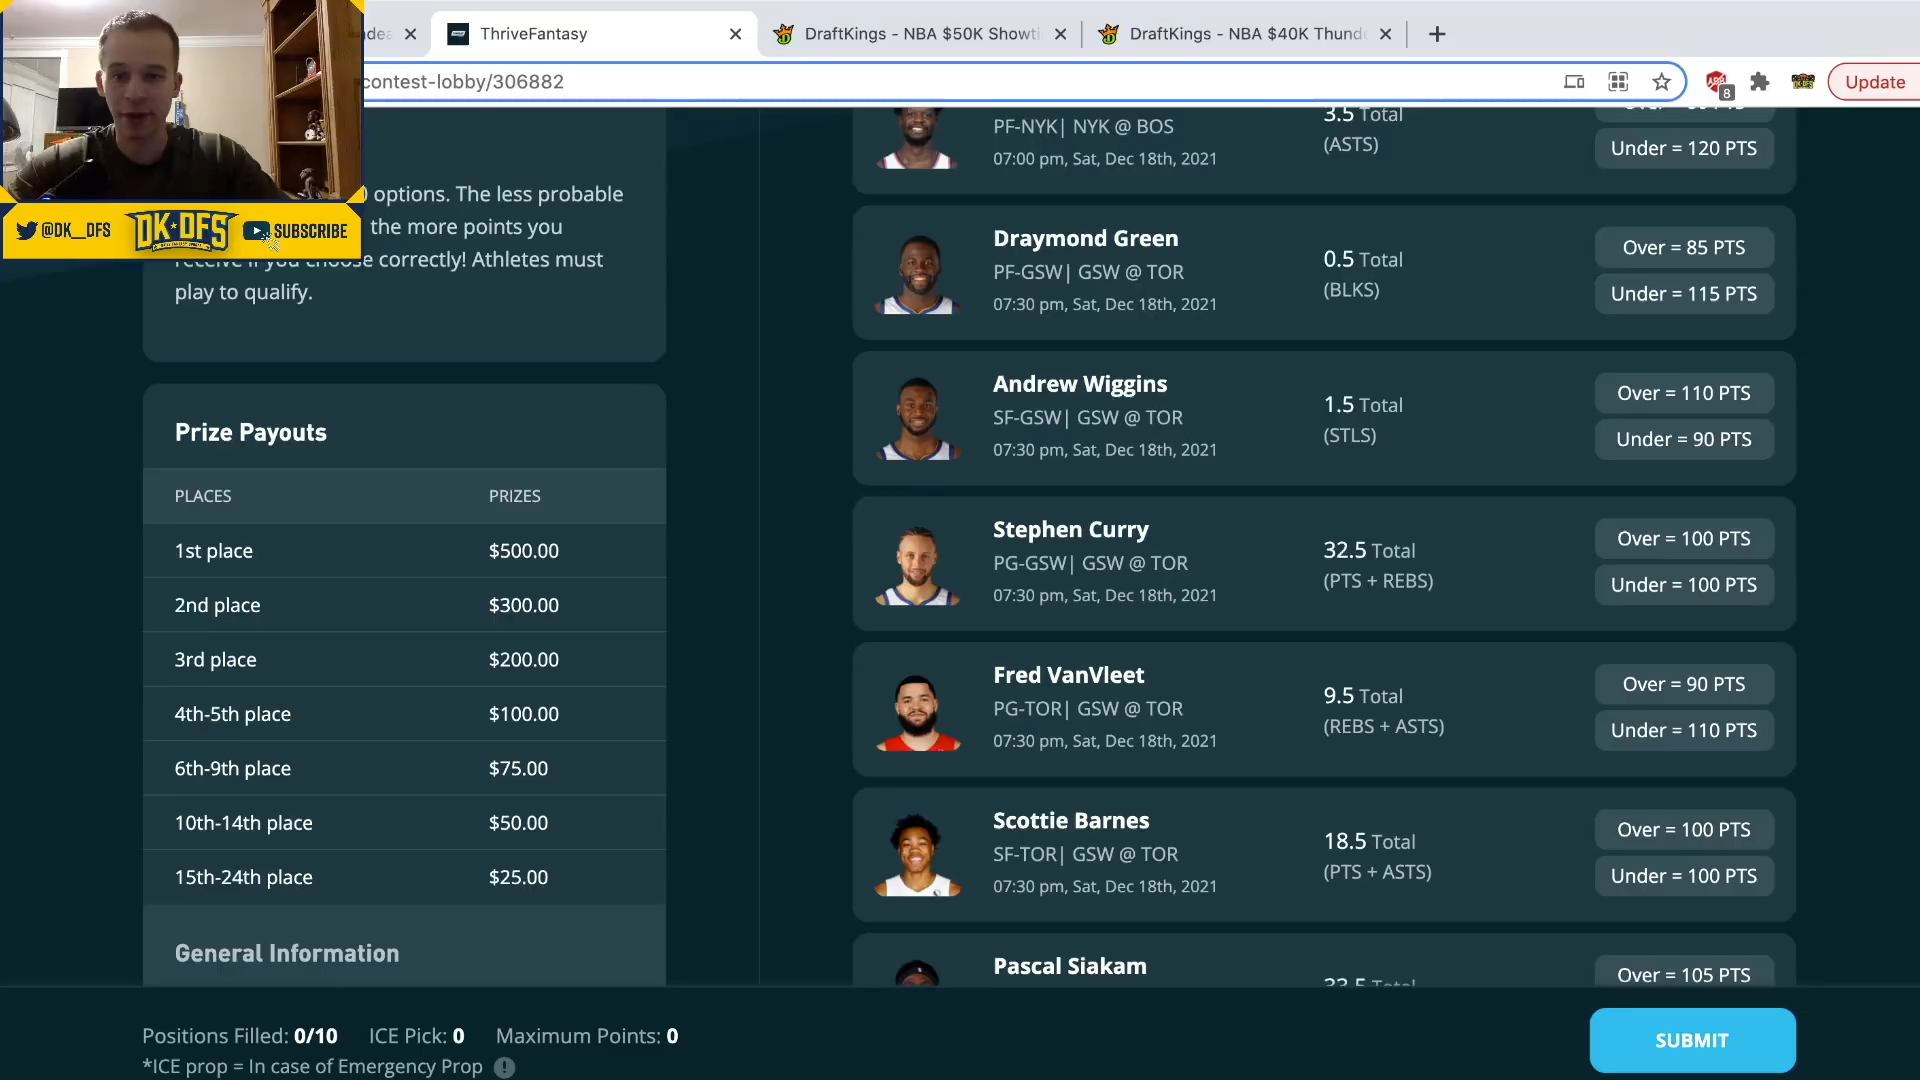 ThriveFantasy
DraftKings - NBA $50K Showti
DraftKings - NBA $40K Thund
contest-lobby/306882
8
Update
@DK__DFS
DK★DFS
SUBSCRIBE
options. The less probable
the more points you
receive if you choose correctly! Athletes must
play to qualify.
Prize Payouts
PLACES PRIZES
1st place $500.00
2nd place $300.00
3rd place $200.00
4th-5th place $100.00
6th-9th place $75.00
10th-14th place $50.00
15th-24th place $25.00
General Information
PF-NYK| NYK @ BOS
07:00 pm, Sat, Dec 18th, 2021
3.5 Total
(ASTS)
Under = 120 PTS
Draymond Green
PF-GSW| GSW @ TOR
07:30 pm, Sat, Dec 18th, 2021
0.5 Total
(BLKS)
Over = 85 PTS
Under = 115 PTS
Andrew Wiggins
SF-GSW| GSW @ TOR
07:30 pm, Sat, Dec 18th, 2021
1.5 Total
(STLS)
Over = 110 PTS
Under = 90 PTS
Stephen Curry
PG-GSW| GSW @ TOR
07:30 pm, Sat, Dec 18th, 2021
32.5 Total
(PTS + REBS)
Over = 100 PTS
Under = 100 PTS
Fred VanVleet
PG-TOR| GSW @ TOR
07:30 pm, Sat, Dec 18th, 2021
9.5 Total
(REBS + ASTS)
Over = 90 PTS
Under = 110 PTS
Scottie Barnes
SF-TOR| GSW @ TOR
07:30 pm, Sat, Dec 18th, 2021
18.5 Total
(PTS + ASTS)
Over = 100 PTS
Under = 100 PTS
Pascal Siakam
Over = 105 PTS
Positions Filled: 0/10 ICE Pick: 0 Maximum Points: 0
*ICE prop = In case of Emergency Prop !
SUBMIT